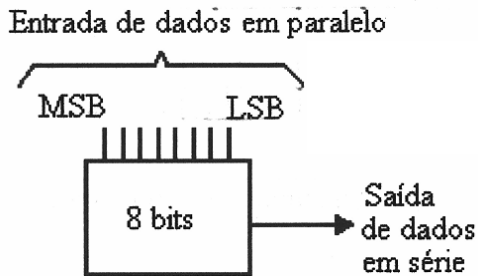 Entrada de dados em paralelo
MSB LSB
8 bits
Saída
de dados
em série